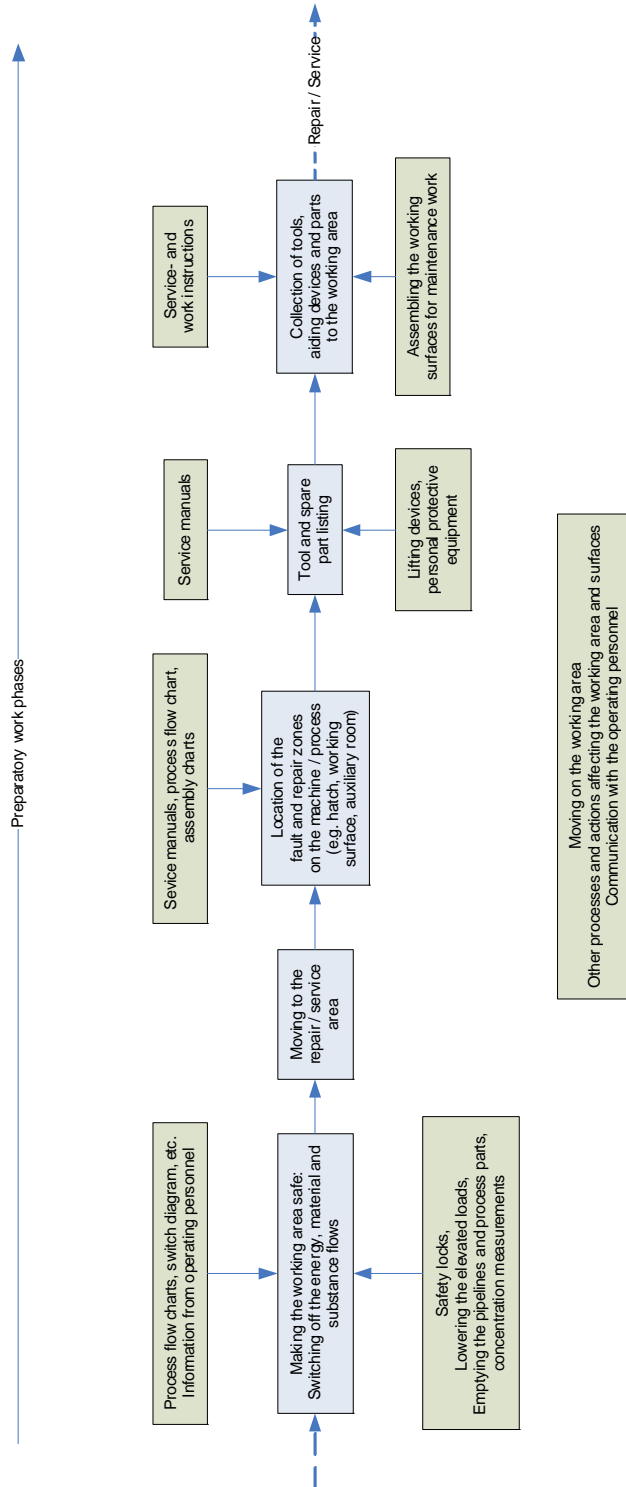 Preparatory work phases
Process flow charts, switch diagram, etc.
Information from operating personnel
Sevice manuals, process flow chart,
assembly charts
Service manuals
Service- and
work instructions
Making the working area safe:
Switching off the energy, material and
substance flows
Moving to the
repair / service
area
Location of the
fault and repair zones
on the machine / process
(e.g. hatch, working
surface, auxiliary room)
Tool and spare
part listing
Collection of tools,
aiding devices and parts
to the working area
Repair / Service
Safety locks,
Lowering the elevated loads,
Emptying the pipelines and process parts,
concentration measurements
Lifting devices,
personal protective
equipment
Assembling the working
surfaces for maintenance work
Moving on the working area
Other processes and actions affecting the working area and surfaces
Communication with the operating personnel